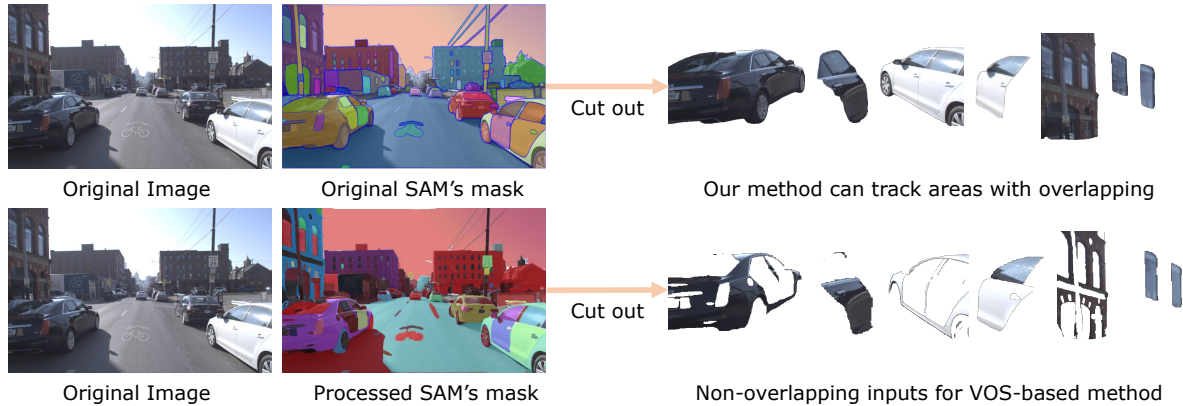 Cut out
Original Image
Original SAM's mask
Our method can track areas with overlapping
Cut out
Original Image
Processed SAM's mask
Non-overlapping inputs for VOS-based method